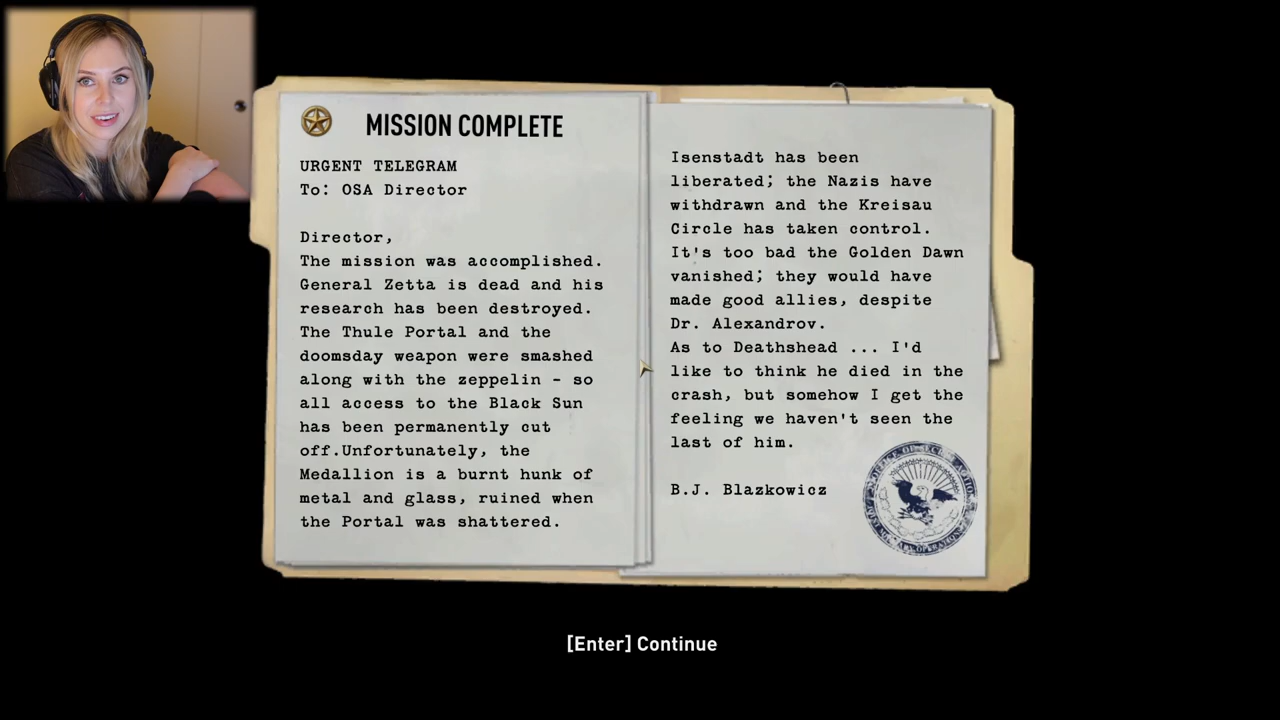 MISSION COMPLETE
URGENT TELEGRAM
To: OSA Director
Director,
The mission was accomplished.
General Zetta is dead and his
research has been destroyed.
The Thule Portal and the
doomsday weapon were smashed
along with the zeppelin - so
all access to the Black Sun
has been permanently cut
off.Unfortunately, the
Medallion is a burnt hunk of
metal and glass, ruined when
the Portal was shattered.
Isenstadt has been
liberated; the Nazis have
withdrawn and the Kreisau
Circle has taken control.
It's too bad the Golden Dawn
vanished; they would have
made good allies, despite
Dr. Alexandrov.
As to Deathshead ... I'd
like to think he died in the
crash, but somehow I get the
feeling we haven't seen the
last of him.
B.J. Blazkowicz
[Enter] Continue